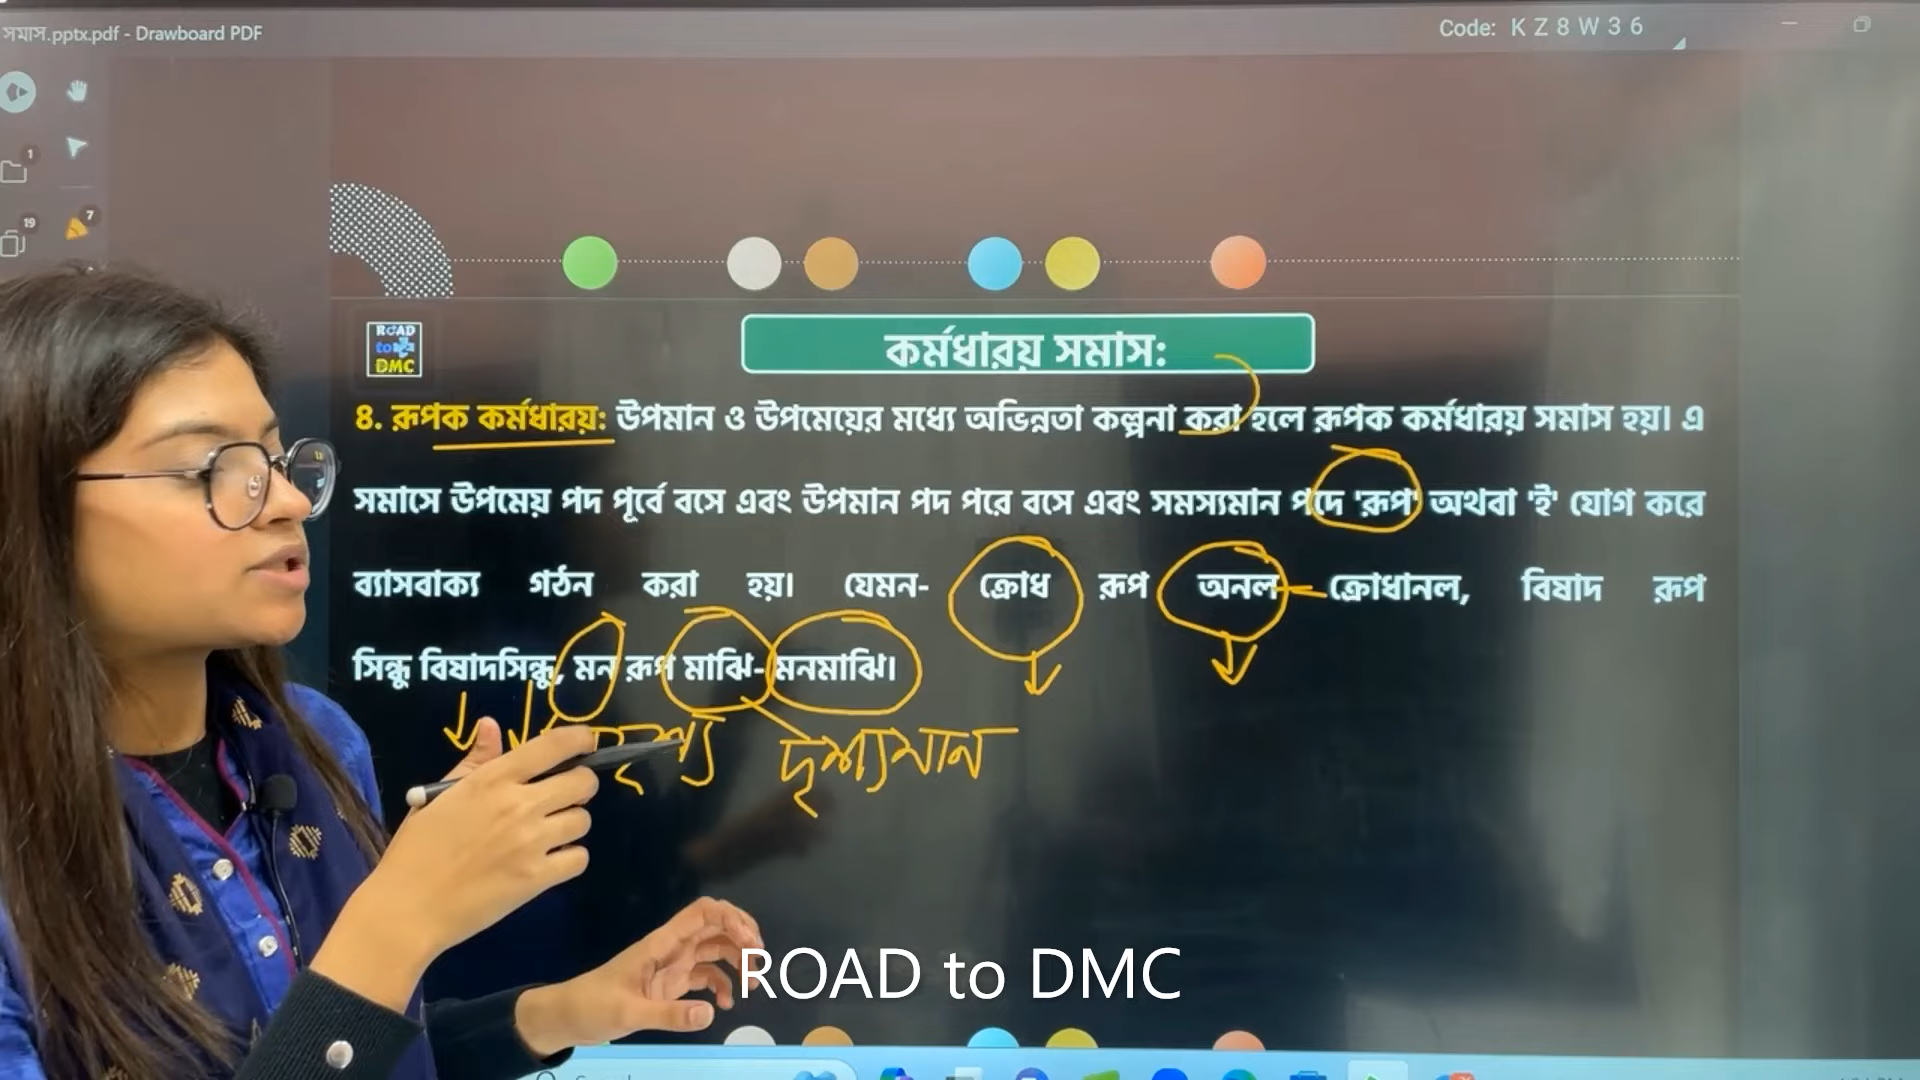 সমাস.pptx.pdf - Drawboard PDF
Code: KZ8W36
1
7
19
ROAD
to
DMC
কর্মধারয় সমাস:
৪. রূপক কর্মধারয়: উপমান ও উপমেয়ের মধ্যে অভিন্নতা কল্পনা করা হলে রূপক কর্মধারয় সমাস হয়। এ
সমাসে উপমেয় পদ পূর্বে বসে এবং উপমান পদ পরে বসে এবং সমস্যমান পদে 'রূপ' অথবা 'ই' যোগ করে
ব্যাসবাক্য গঠন করা হয়। যেমন- ক্রোধ রূপ অনল ক্রোধানল, বিষাদ রূপ
সিন্ধু বিষাদসিন্ধু, মন রূপ মাঝি- মনমাঝি।
দৃশ্যমান
ROAD to DMC